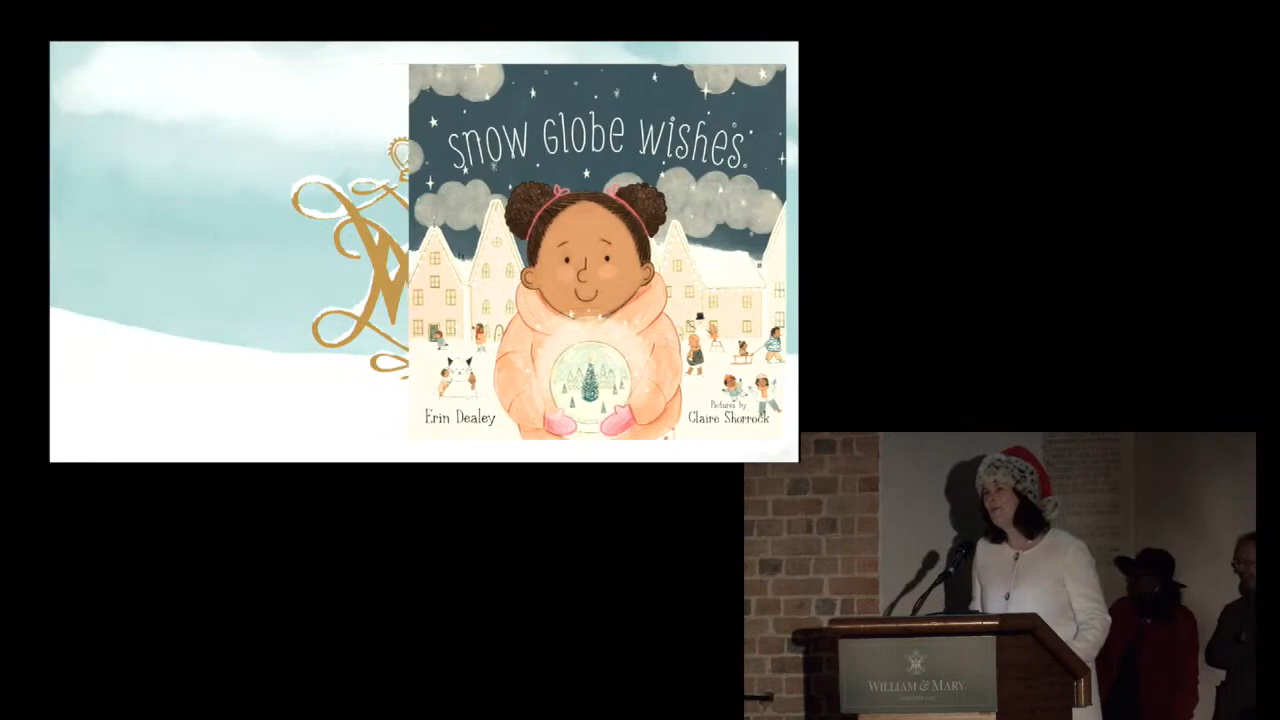 snow globe wishes
Erin Dealey
Pictures by
Claire Shorrock
WILLIAM & MARY